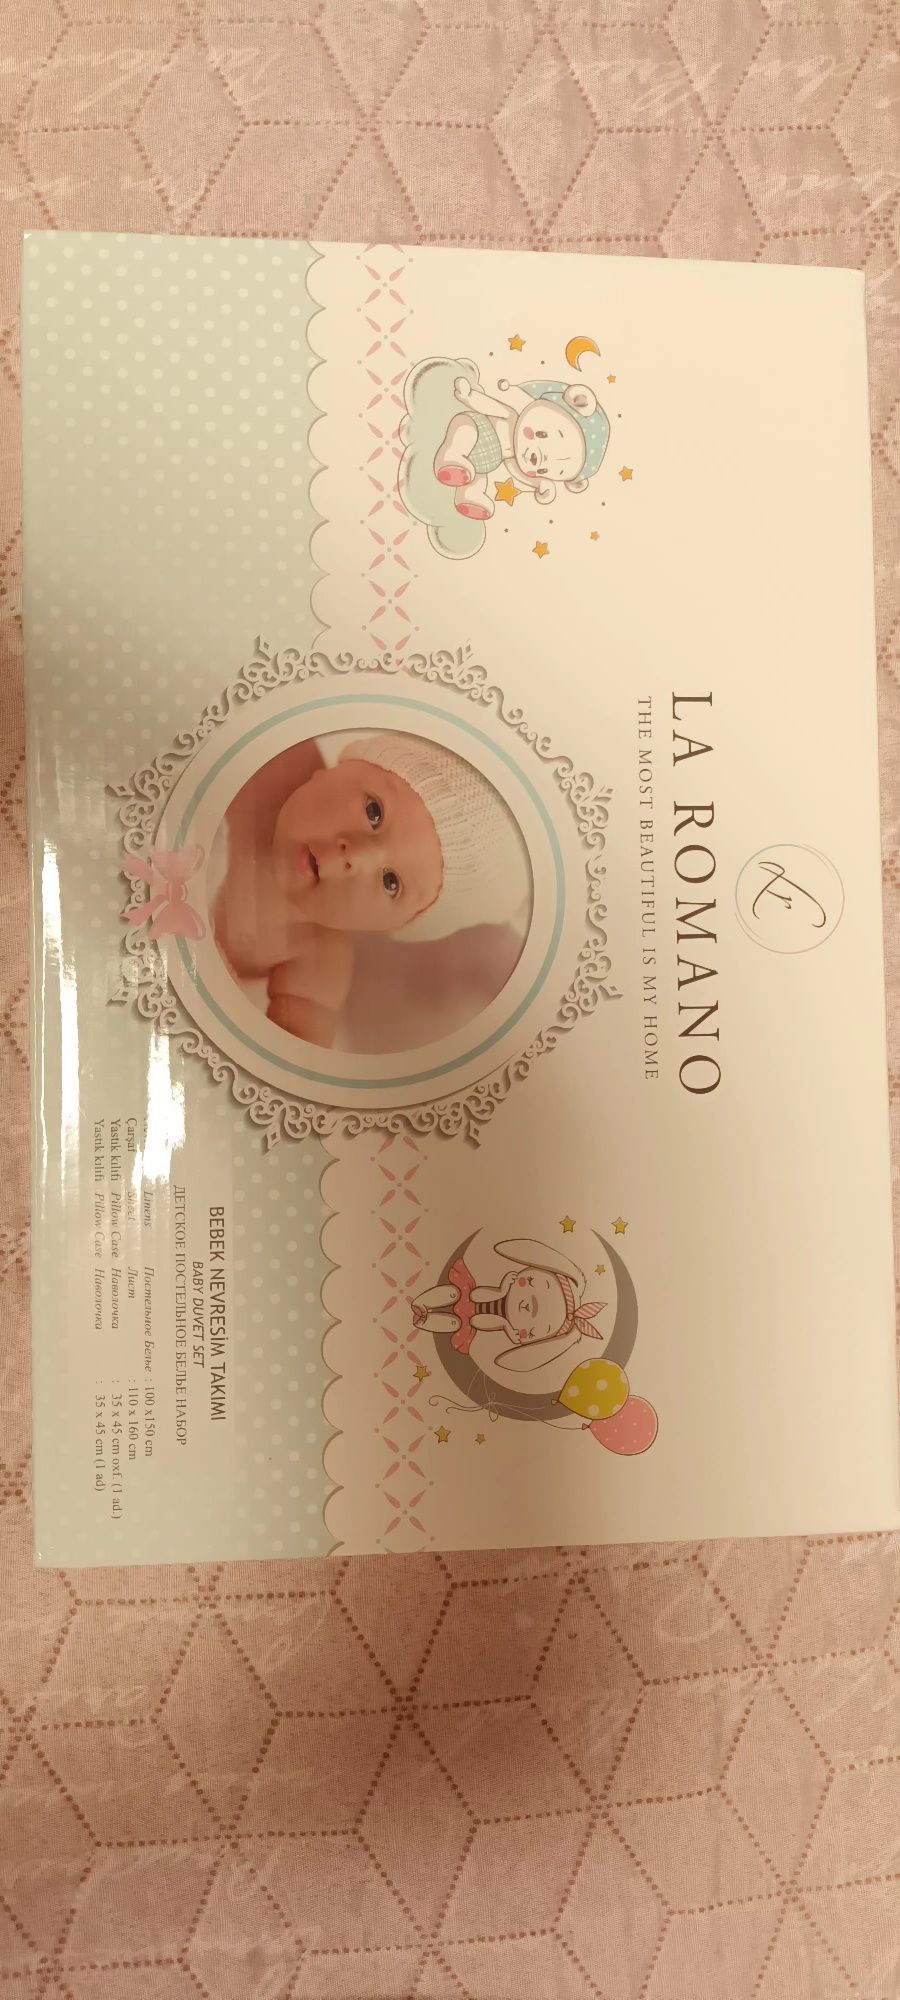 Lr
LA ROMANO
THE MOST BEAUTIFUL IS MY HOME
BEBEK NEVRESİM TAKIMI
BABY DUVET SET
ДЕТСКОЕ ПОСТЕЛЬНОЕ БЕЛЬЕ НАБОР
Linens Постельное Белье : 100 x150 cm
Çarşaf Sheet Лист : 110 x 160 cm
Yastık kılıfı Pillow Case Наволочка : 35 x 45 cm oxf. (1 ad.)
Yastık kılıfı Pillow Case Наволочка : 35 x 45 cm (1 ad)